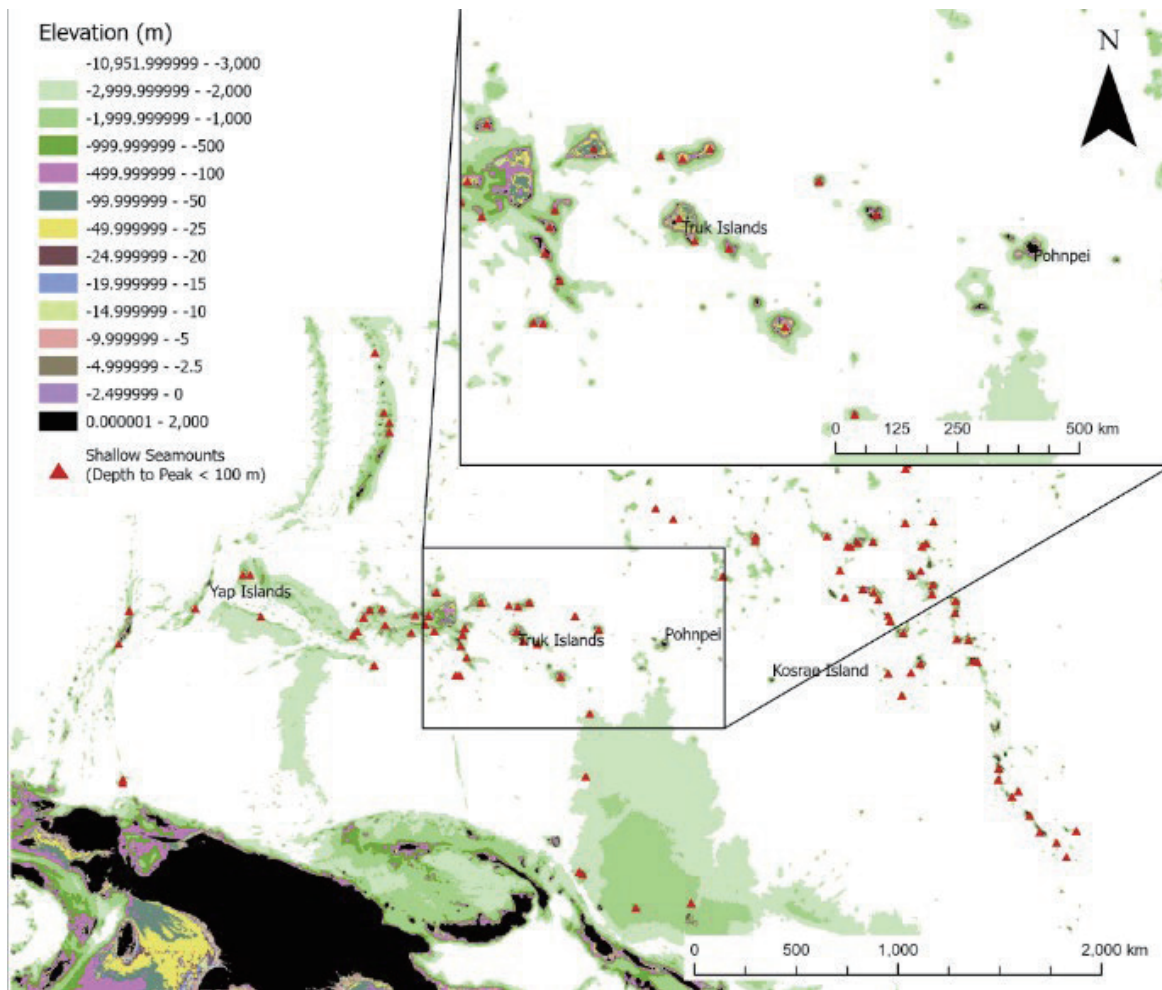 Elevation (m)
-10,951.999999 - -3,000
-2,999.999999 - -2,000
-1,999.999999 - -1,000
-999.999999 - -500
-499.999999 - -100
-99.999999 - -50
-49.999999 - -25
-24.999999 - -20
-19.999999 - -15
-14.999999 - -10
-9.999999 - -5
-4.999999 - -2.5
-2.499999 - 0
0.000001 - 2,000
Shallow Seamounts
(Depth to Peak < 100 m)
N
Truk Islands
Pohnpei
0 125 250 500 km
Yap Islands
Truk Islands
Pohnpei
Kosrae Island
0 500 1,000 2,000 km